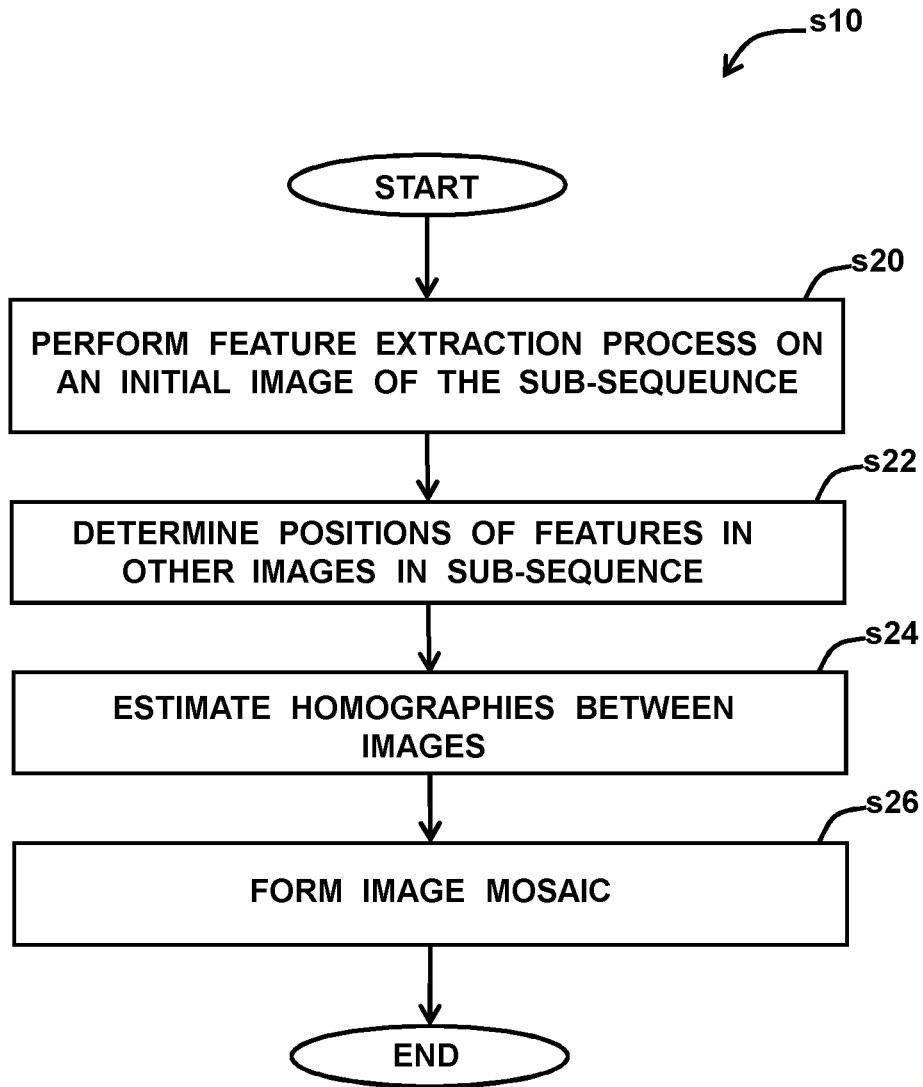 s10
START
s20
PERFORM FEATURE EXTRACTION PROCESS ON
AN INITIAL IMAGE OF THE SUB-SEQUEUNCE
s22
DETERMINE POSITIONS OF FEATURES IN
OTHER IMAGES IN SUB-SEQUENCE
s24
ESTIMATE HOMOGRAPHIES BETWEEN
IMAGES
s26
FORM IMAGE MOSAIC
END